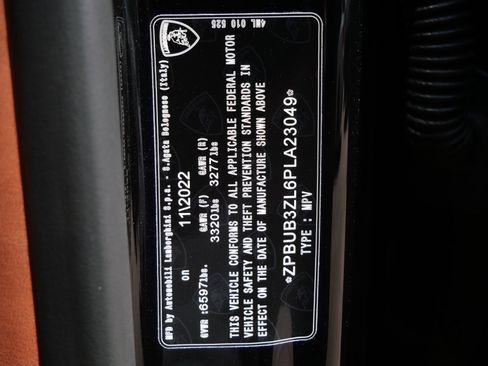 MFD by Automobili Lamborghini S.p.a. - S.Agata Bolognese (Italy)
on 11\2022
GVWR :6597lbs. GAWR (F) 3320lbs GAWR (R) 3277lbs
THIS VEHICLE CONFORMS TO ALL APPLICABLE FEDERAL MOTOR
VEHICLE SAFETY AND THEFT PREVENTION STANDARDS IN
EFFECT ON THE DATE OF MANUFACTURE SHOWN ABOVE
*ZPBUB3ZL6PLA23049*
TYPE : MPV
4ML 010 525